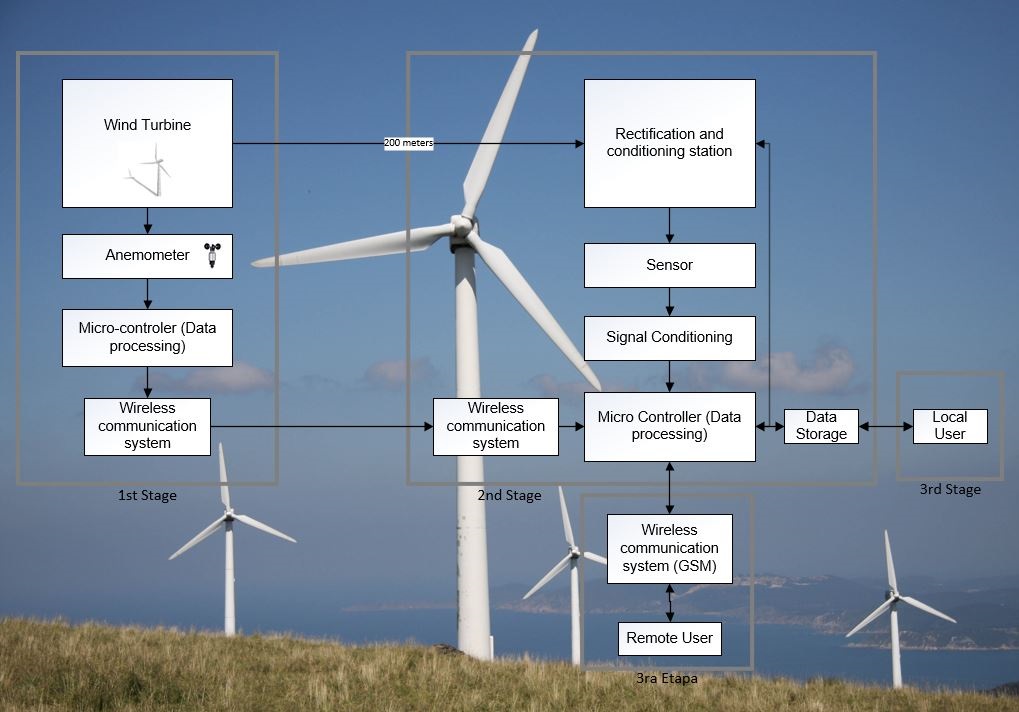 Wind Turbine
200 meters
Rectification and
conditioning station
Anemometer
Sensor
Micro-controler (Data
processing)
Signal Conditioning
Wireless
communication
system
Wireless
communication
system
Micro Controller (Data
processing)
Data
Storage
Local
User
1st Stage
2nd Stage
3rd Stage
Wireless
communication
system (GSM)
Remote User
3ra Etapa